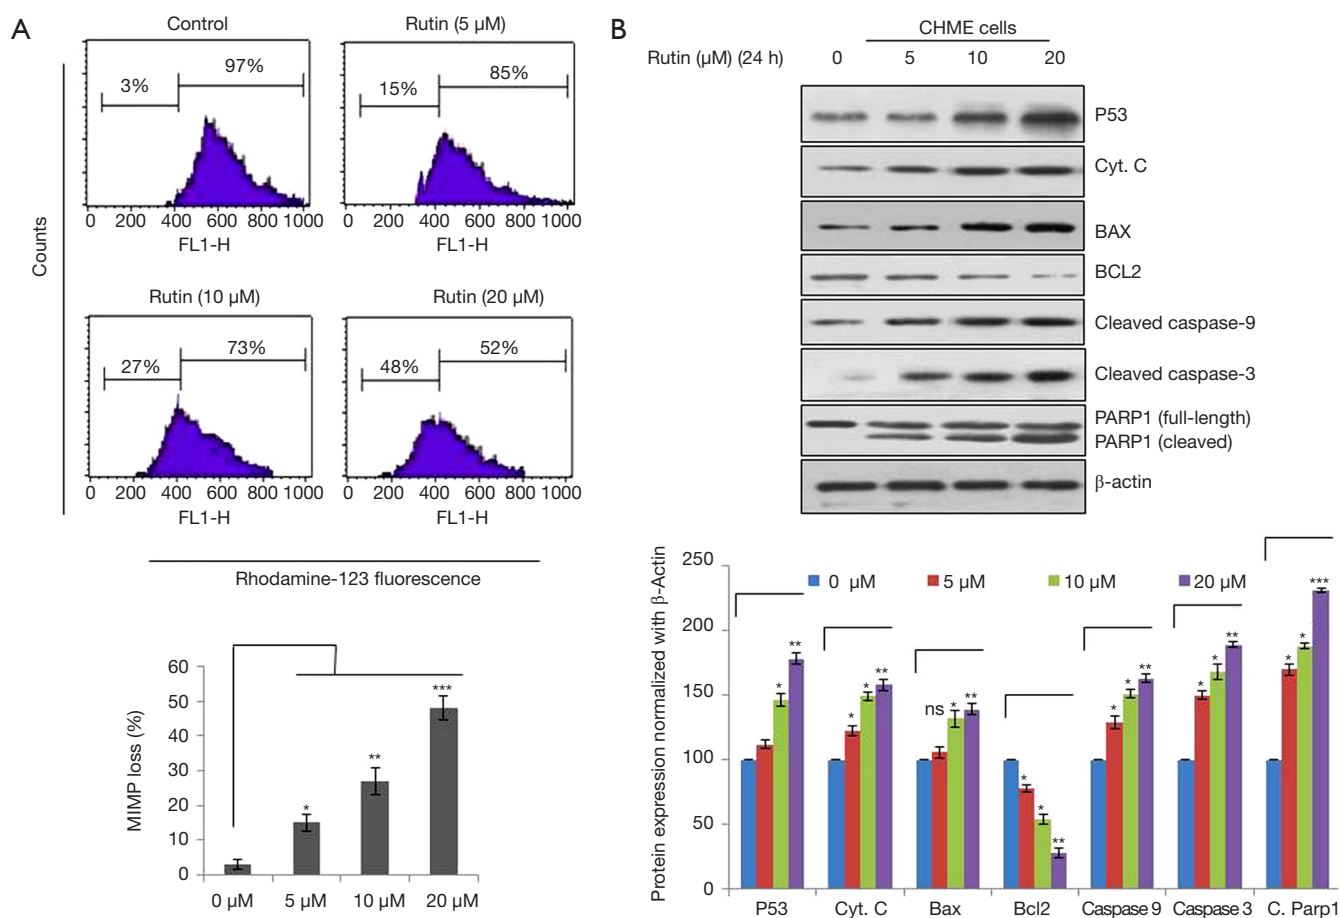 A
Control
3%
97%
0 200 400 600 800 1000
FL1-H
Rutin (5 µM)
15%
85%
0 200 400 600 800 1000
FL1-H
Counts
Rutin (10 µM)
27%
73%
0 200 400 600 800 1000
FL1-H
Rutin (20 µM)
48%
52%
0 200 400 600 800 1000
FL1-H
Rhodamine-123 fluorescence
MIMP loss (%)
60
50
40
30
20
10
0
*
**
***
0 µM 5 µM 10 µM 20 µM
B
CHME cells
Rutin (µM) (24 h) 0 5 10 20
P53
Cyt. C
BAX
BCL2
Cleaved caspase-9
Cleaved caspase-3
PARP1 (full-length)
PARP1 (cleaved)
β-actin
Protein expression normalized with β-Actin
250
200
150
100
50
0
0 µM 5 µM 10 µM 20 µM
* **
* * **
ns * **
* * **
* * **
* * **
* * ***
P53 Cyt. C Bax Bcl2 Caspase 9 Caspase 3 C. Parp1